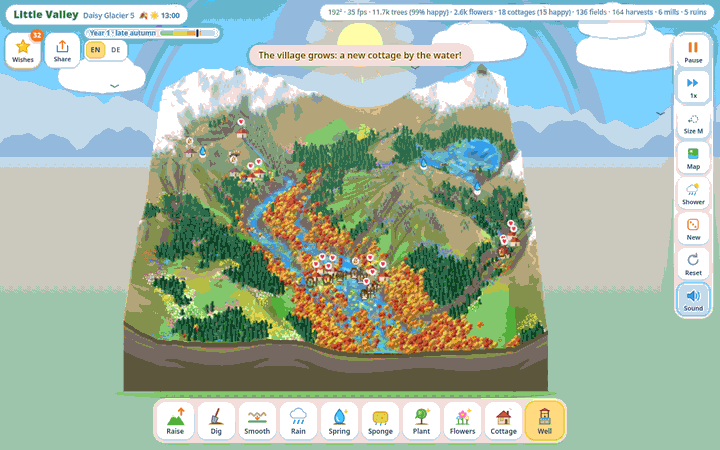 Little Valley Daisy Glacier 5 13:00
192² · 35 fps · 11.7k trees (99% happy) · 2.6k flowers · 18 cottages (15 happy) · 136 fields · 164 harvests · 6 mills · 5 ruins
Year 1 · late autumn
32
Wishes
Share
EN
DE
The village grows: a new cottage by the water!
Pause
1x
Size M
Map
Shower
New
Reset
Sound
Raise
Dig
Smooth
Rain
Spring
Sponge
Plant
Flowers
Cottage
Well